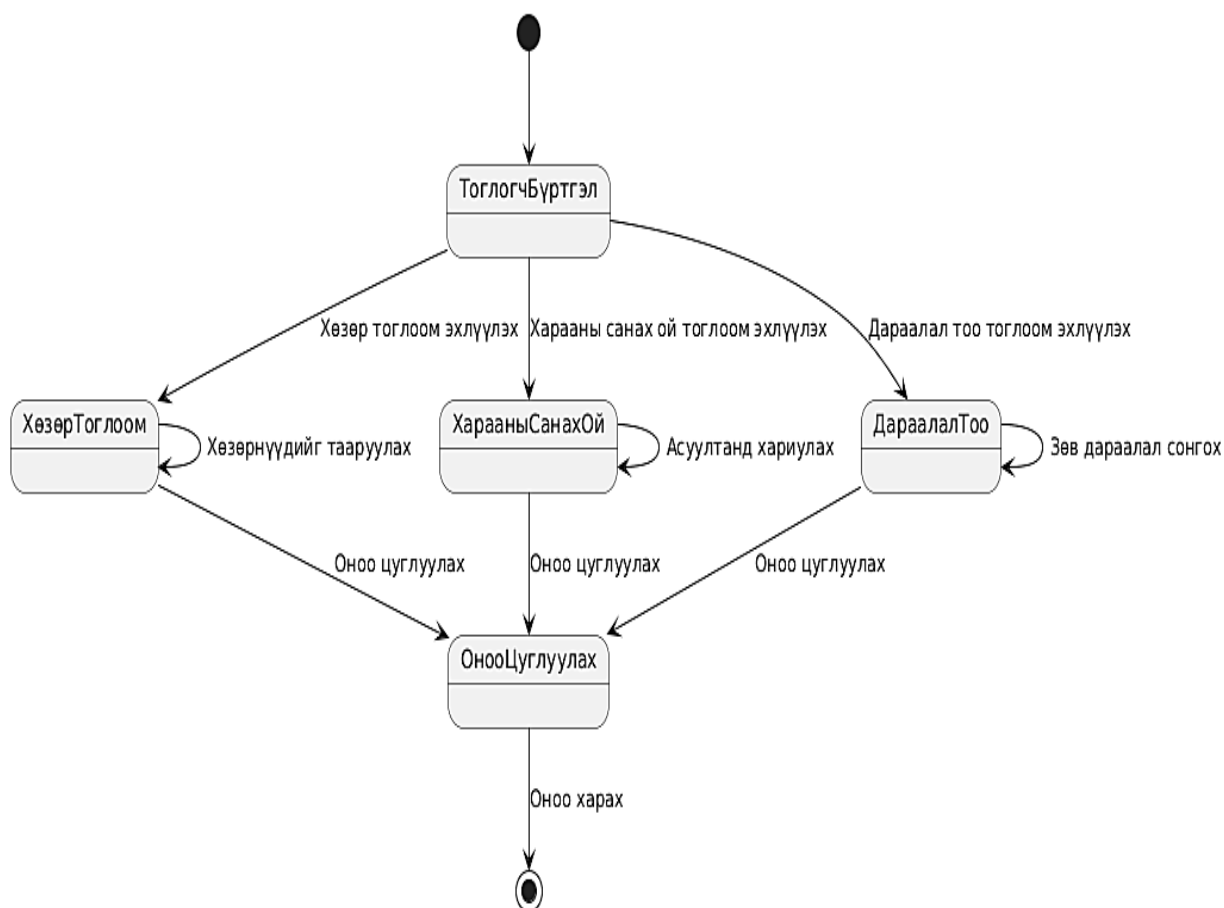 ТоглогчБүртгэл
Хөзөр тоглоом эхлүүлэх
Харааны санах ой тоглоом эхлүүлэх
Дараалал тоо тоглоом эхлүүлэх
ХөзөрТоглоом
Хөзөрнүүдийг тааруулах
ХарааныСанахОй
Асуултанд хариулах
ДараалалТоо
Зөв дараалал сонгох
Оноо цуглуулах
Оноо цуглуулах
Оноо цуглуулах
ОнооЦуглуулах
Оноо харах